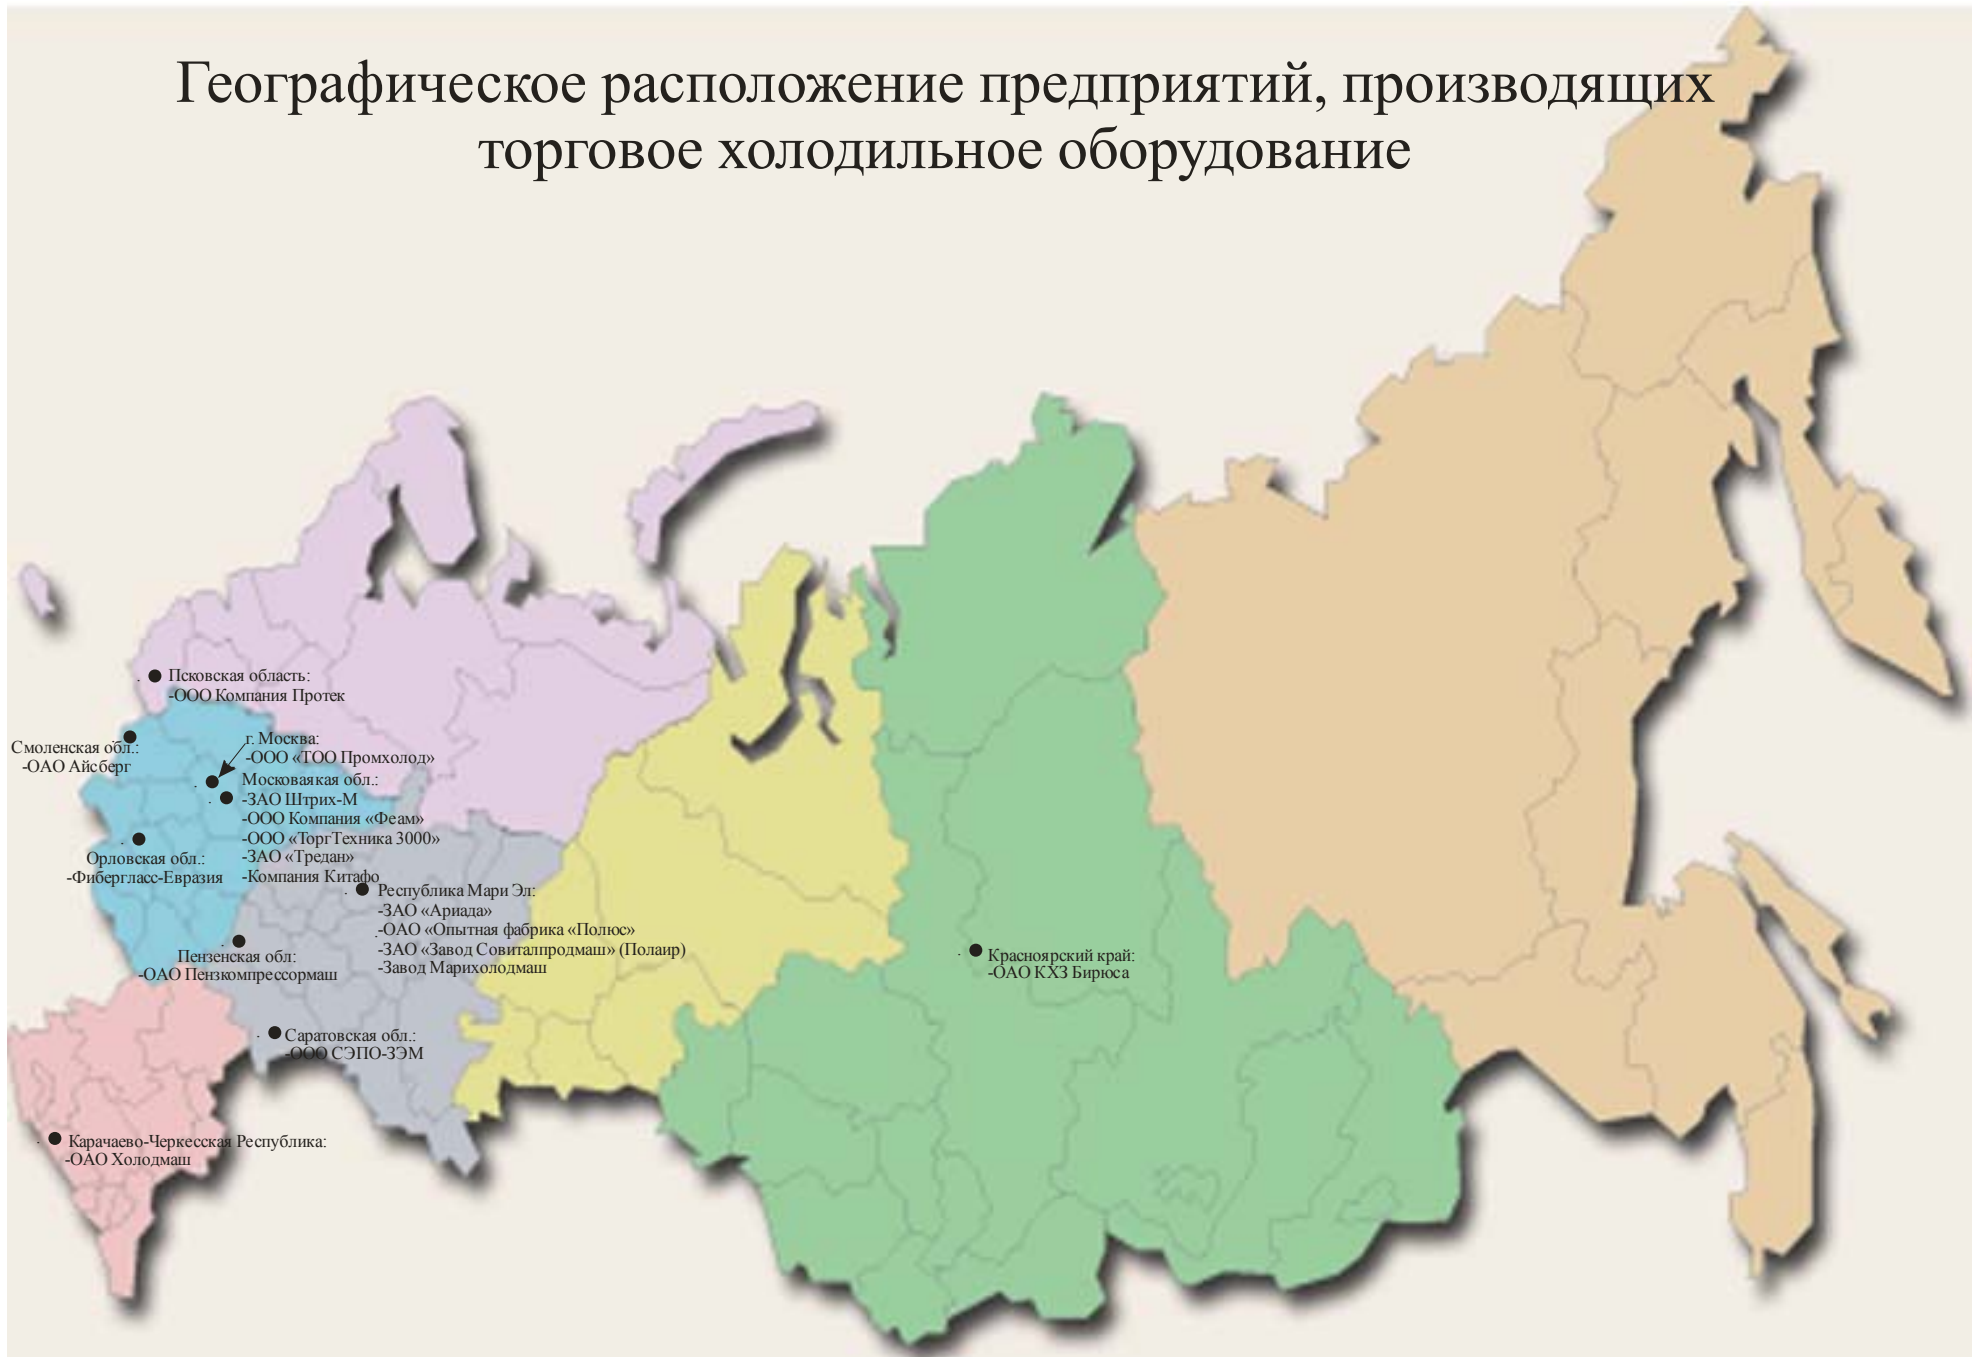 Географическое расположение предприятий, производящих
торговое холодильное оборудование
Псковская область:
-ООО Компания Протек
Смоленская обл.:
-ОАО Айсберг
г. Москва:
-ООО «ТОО Промхолод»
Московаякая обл.:
-ЗАО Штрих-М
-ООО Компания «Феам»
-ООО «ТоргТехника 3000»
-ЗАО «Тредан»
-Компания Китафо
Орловская обл.:
-Фибергласс-Евразия
Республика Мари Эл:
-ЗАО «Ариада»
-ОАО «Опытная фабрика «Полюс»
-ЗАО «Завод Совиталпродмаш» (Полаир)
-Завод Марихолодмаш
Пензенская обл:
-ОАО Пензкомпрессормаш
Красноярский край:
-ОАО КХЗ Бирюса
Саратовская обл.:
-ООО СЭПО-ЗЭМ
Карачаево-Черкесская Республика:
-ОАО Холодмаш